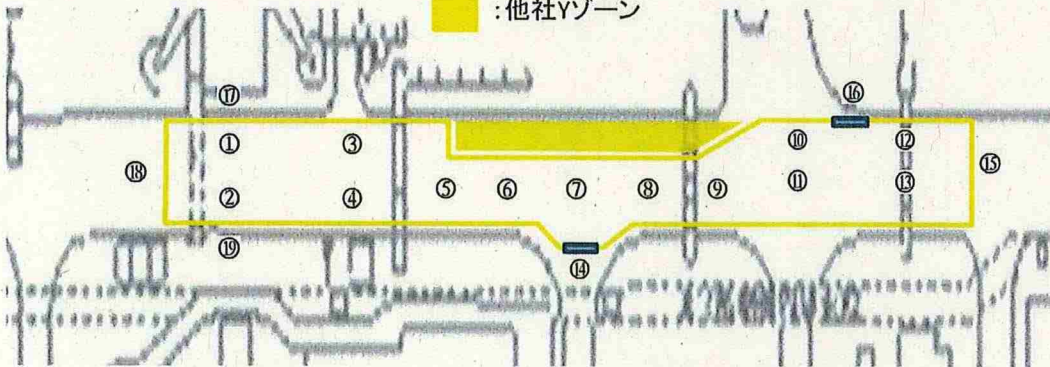 :他社Yゾーン
⑯
⑰
① ③ ⑩ ⑫
⑱ ⑮
⑤ ⑥ ⑦ ⑧ ⑨ ⑪ ⑬
② ④
⑲
⑭